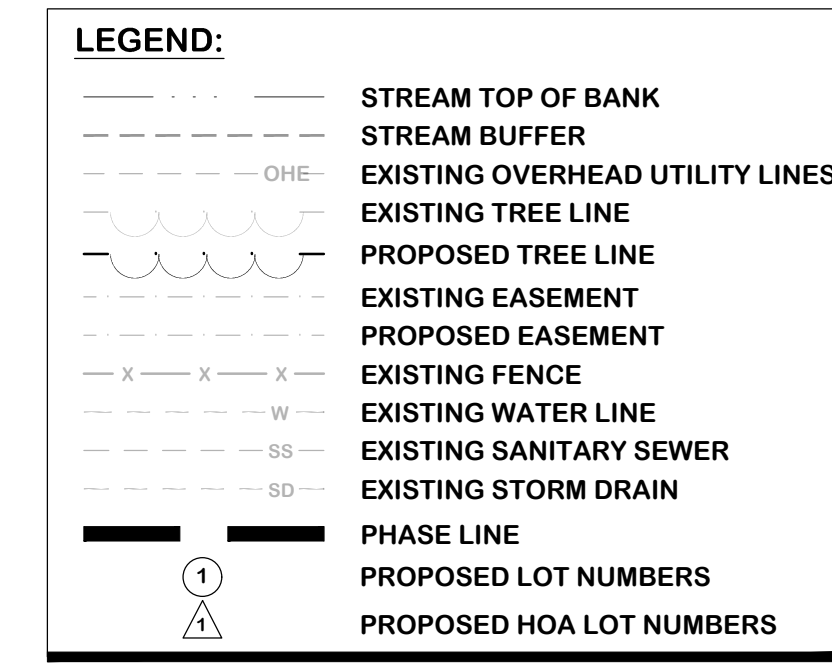 LEGEND:
STREAM TOP OF BANK
STREAM BUFFER
OHE EXISTING OVERHEAD UTILITY LINES
EXISTING TREE LINE
PROPOSED TREE LINE
EXISTING EASEMENT
PROPOSED EASEMENT
X X X EXISTING FENCE
W EXISTING WATER LINE
SS EXISTING SANITARY SEWER
SD EXISTING STORM DRAIN
PHASE LINE
1 PROPOSED LOT NUMBERS
1 PROPOSED HOA LOT NUMBERS